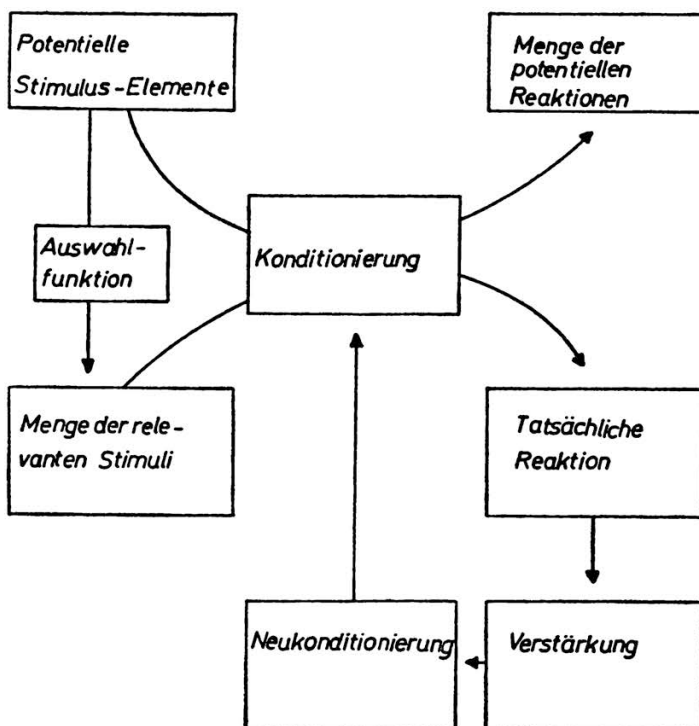 Potentielle
Stimulus-Elemente
Menge der
potentiellen
Reaktionen
Auswahl-
funktion
Konditionierung
Menge der rele-
vanten Stimuli
Tatsächliche
Reaktion
Neukonditionierung
Verstärkung